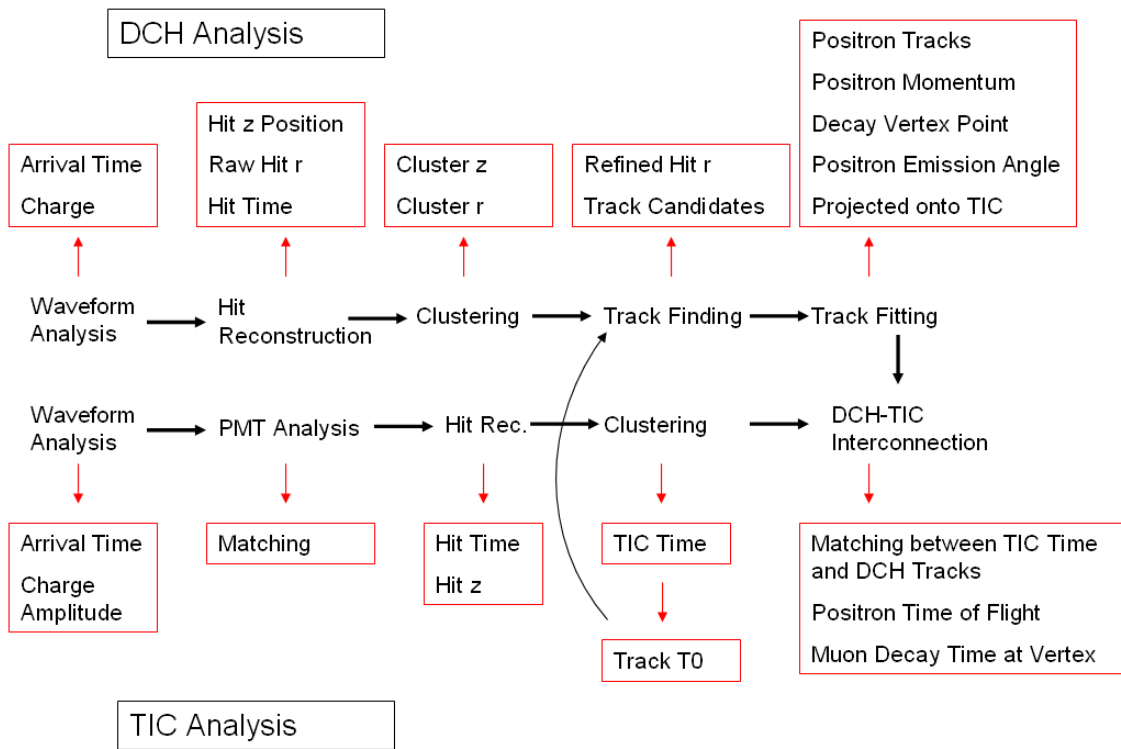 DCH Analysis
Arrival Time
Charge
Hit z Position
Raw Hit r
Hit Time
Cluster z
Cluster r
Refined Hit r
Track Candidates
Positron Tracks
Positron Momentum
Decay Vertex Point
Positron Emission Angle
Projected onto TIC
Waveform
Analysis
Hit
Reconstruction
Clustering
Track Finding
Track Fitting
Waveform
Analysis
PMT Analysis
Hit Rec.
Clustering
DCH-TIC
Interconnection
Arrival Time
Charge
Amplitude
Matching
Hit Time
Hit z
TIC Time
Track T0
Matching between TIC Time
and DCH Tracks
Positron Time of Flight
Muon Decay Time at Vertex
TIC Analysis